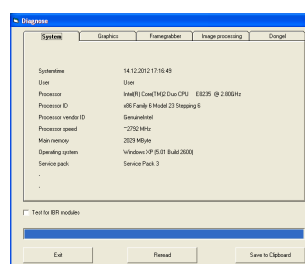 Diagnose
System Graphics Framegrabber Image processing Dongel
Systemtime 14.12.2012 17:16:49
User User
Processor Intel(R) Core(TM)2 Duo CPU E8235 @ 2.80GHz
Processor ID x86 Family 6 Model 23 Stepping 6
Processor vendor ID GenuineIntel
Processor speed ~2792 MHz
Main memory 2029 MByte
Operating system Windows XP (5.01 Build 2600)
Service pack Service Pack 3
-
-
Test for IBR modules
Exit Reread Save to Clipboard